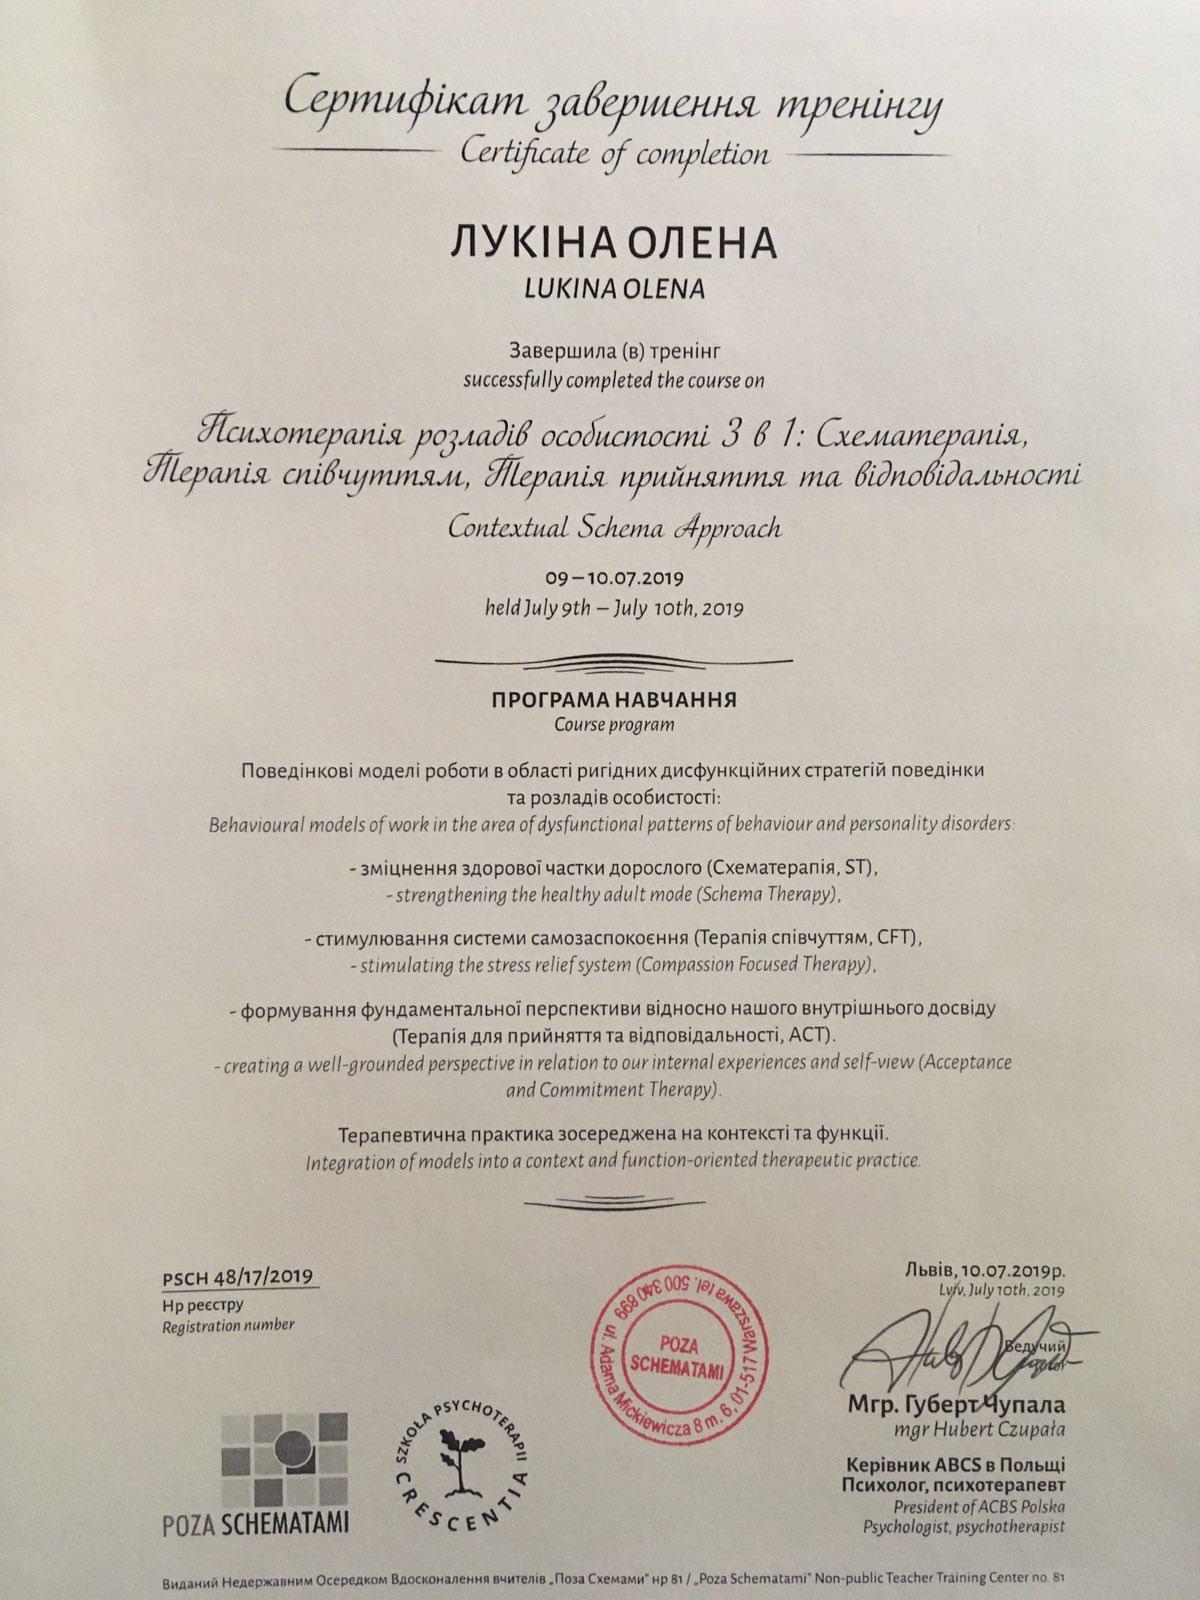 Сертифікат завершення тренінгу
Certificate of completion
ЛУКІНА ОЛЕНА
LUKINA OLENA
Завершила (в) тренінг
successfully completed the course on
Психотерапія розладів особистості 3 в 1: Схематерапія,
Терапія співчуттям, Терапія прийняття та відповідальності
Contextual Schema Approach
09–10.07.2019
held July 9th – July 10th, 2019
ПРОГРАМА НАВЧАННЯ
Course program
Поведінкові моделі роботи в області ригідних дисфункційних стратегій поведінки
та розладів особистості:
Behavioural models of work in the area of dysfunctional patterns of behaviour and personality disorders:
- зміцнення здорової частки дорослого (Схематерапія, ST),
- strengthening the healthy adult mode (Schema Therapy),
- стимулювання системи самозаспокоєння (Терапія співчуттям, CFT),
- stimulating the stress relief system (Compassion Focused Therapy),
- формування фундаментальної перспективи відносно нашого внутрішнього досвіду
(Терапія для прийняття та відповідальності, ACT).
- creating a well-grounded perspective in relation to our internal experiences and self-view (Acceptance
and Commitment Therapy).
Терапевтична практика зосереджена на контексті та функції.
Integration of models into a context and function-oriented therapeutic practice.
PSCH 48/17/2019
Нр реєстру
Registration number
POZA SCHEMATAMI
SZKOŁA PSYCHOTERAPII
CRESCENTIA
POZA
SCHEMATAMI
ul. Adama Mickiewicza 8 m. 6, 01-517 Warszawa tel. 500 340 899
Львів, 10.07.2019р.
Lviv, July 10th, 2019
Ведучий
Мгр. Губерт Чупала
mgr Hubert Czupała
Керівник ABCS в Польщі
Психолог, психотерапевт
President of ACBS Polska
Psychologist, psychotherapist
Виданий Недержавним Осередком Вдосконалення вчителів „Поза Схемами" нр 81 / „Poza Schematami" Non-public Teacher Training Center no. 81